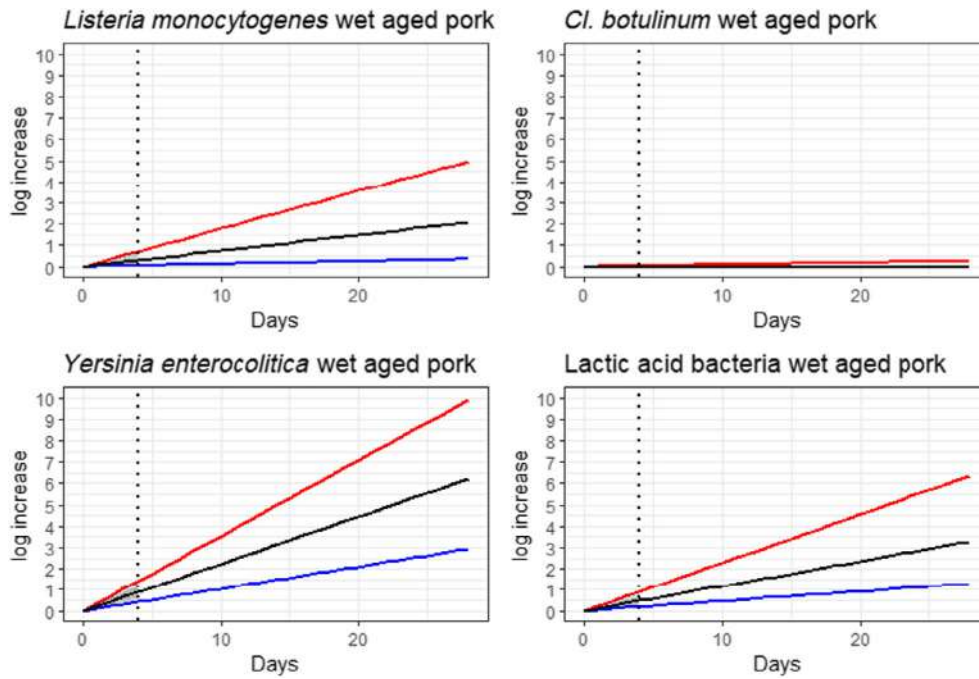 Listeria monocytogenes wet aged pork
10
9
8
7
6
5
4
3
2
1
0
log increase
0 10 20
Days
Cl. botulinum wet aged pork
10
9
8
7
6
5
4
3
2
1
0
log increase
0 10 20
Days
Yersinia enterocolitica wet aged pork
10
9
8
7
6
5
4
3
2
1
0
log increase
0 10 20
Days
Lactic acid bacteria wet aged pork
10
9
8
7
6
5
4
3
2
1
0
log increase
0 10 20
Days